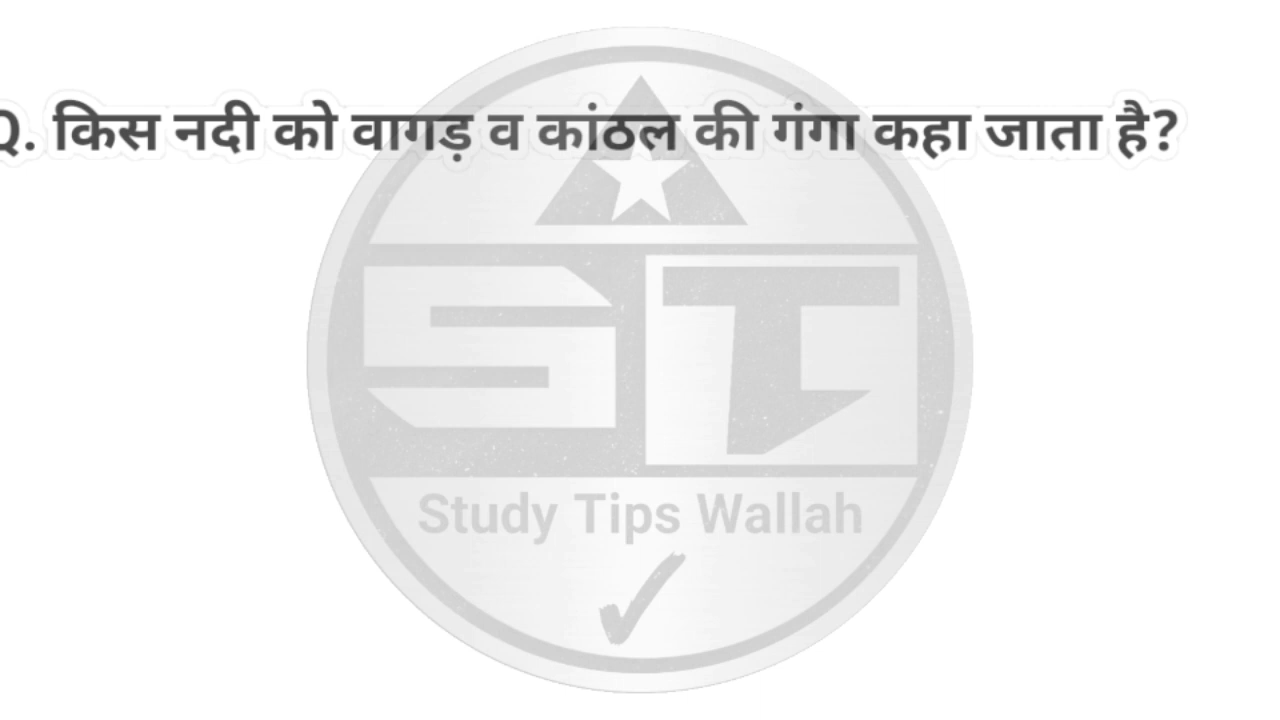 Q. किस नदी को वागड़ व कांठल की गंगा कहा जाता है?
ST
Study Tips Wallah